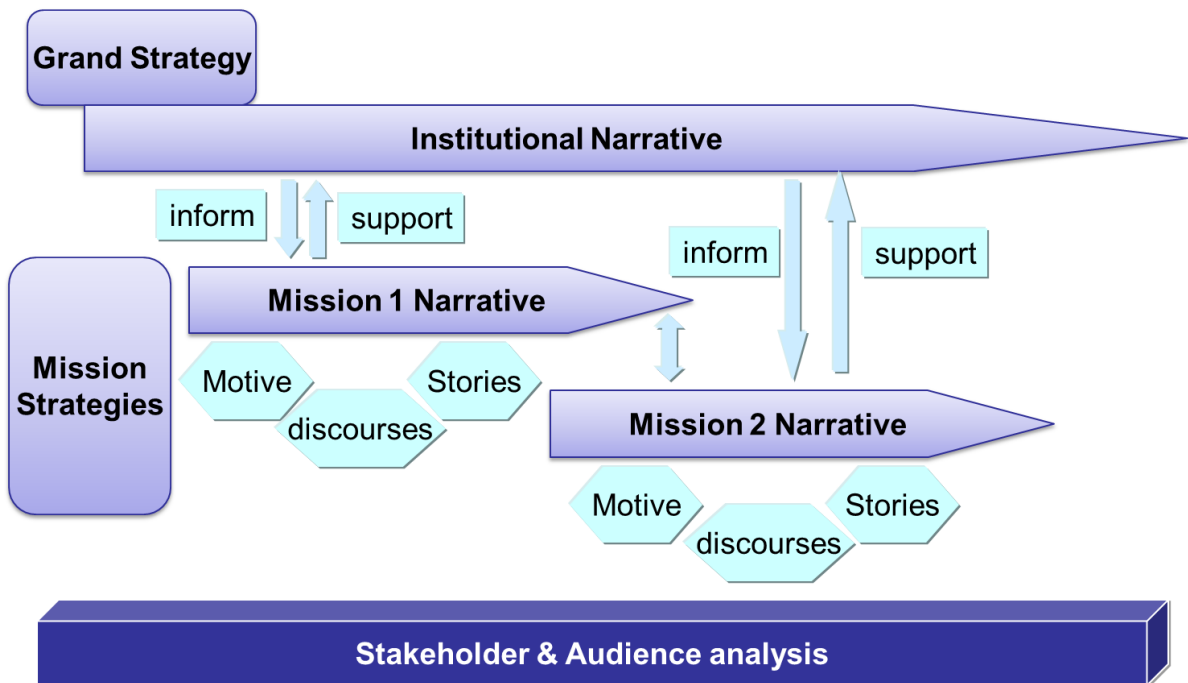 Grand Strategy
Institutional Narrative
inform
support
inform
support
Mission 1 Narrative
Mission
Strategies
Motive
Stories
discourses
Mission 2 Narrative
Motive
Stories
discourses
Stakeholder & Audience analysis